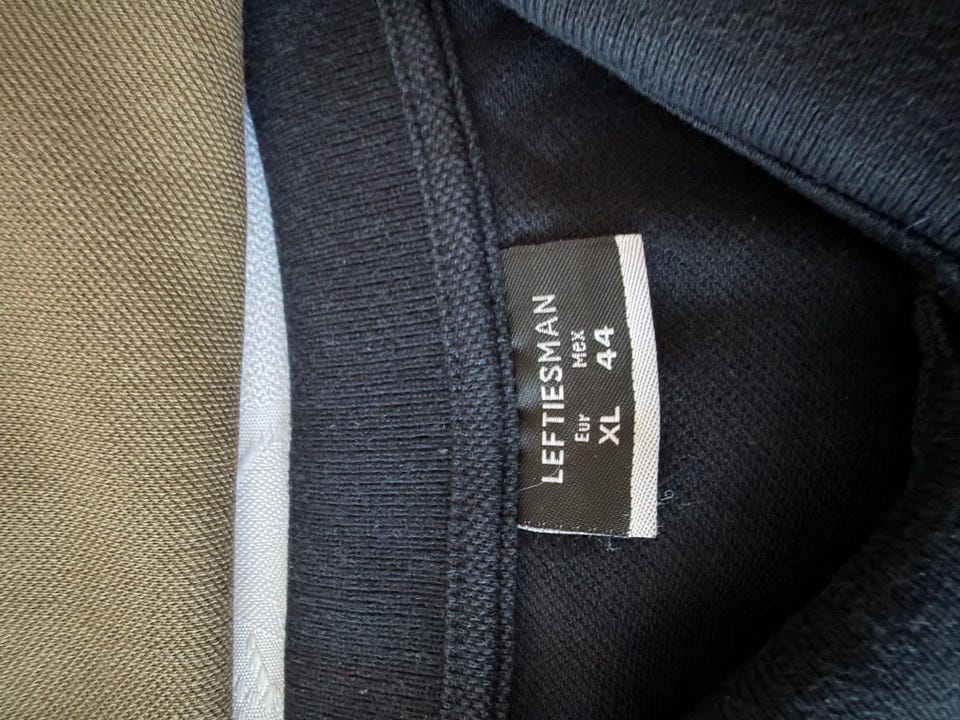 LEFTIESMAN
Eur Mex
XL 44